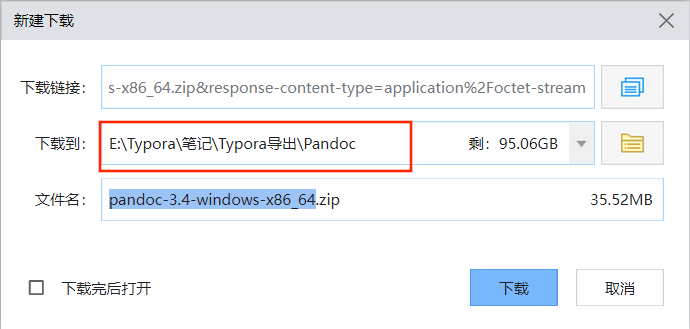 新建下载
下载链接： s-x86_64.zip&response-content-type=application%2Foctet-stream
下载到： E:\Typora\笔记\Typora导出\Pandoc 剩：95.06GB
文件名： pandoc-3.4-windows-x86_64.zip 35.52MB
下载完后打开 下载 取消